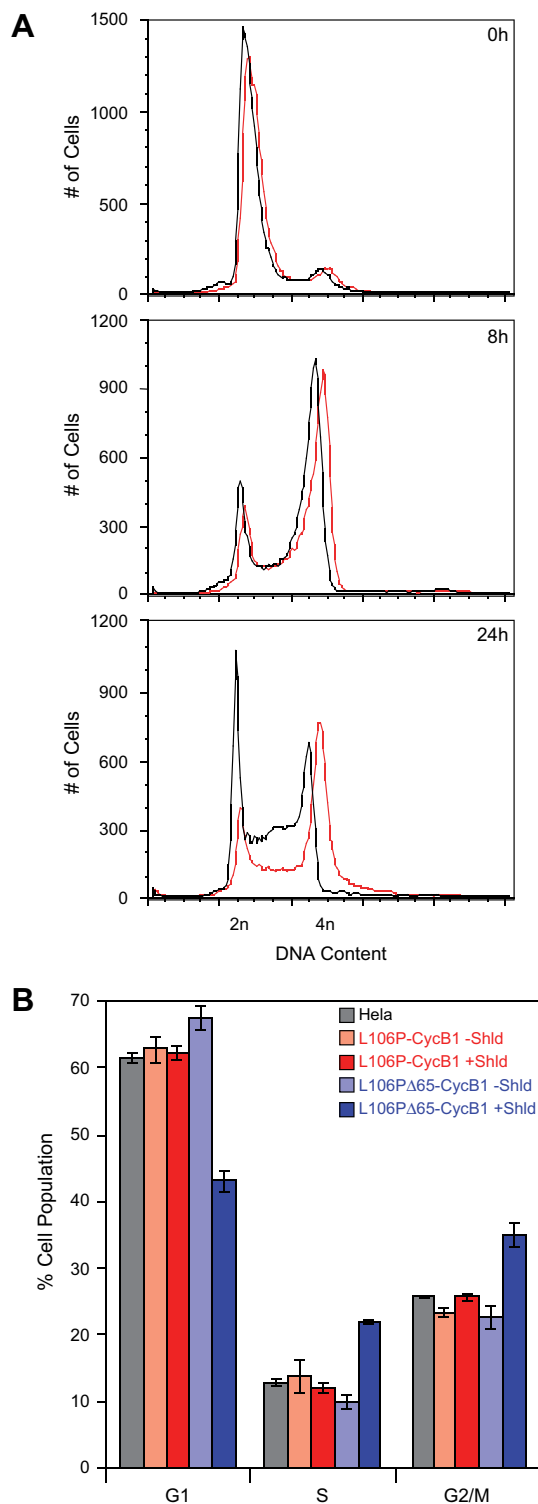 A
0h
1500
1200
900
500
0
# of Cells
8h
1200
900
600
300
0
# of Cells
24h
1200
900
600
300
0
# of Cells
2n
4n
DNA Content
B
70
60
50
40
30
20
10
0
% Cell Population
Hela
L106P-CycB1 -Shld
L106P-CycB1 +Shld
L106PΔ65-CycB1 -Shld
L106PΔ65-CycB1 +Shld
G1
S
G2/M